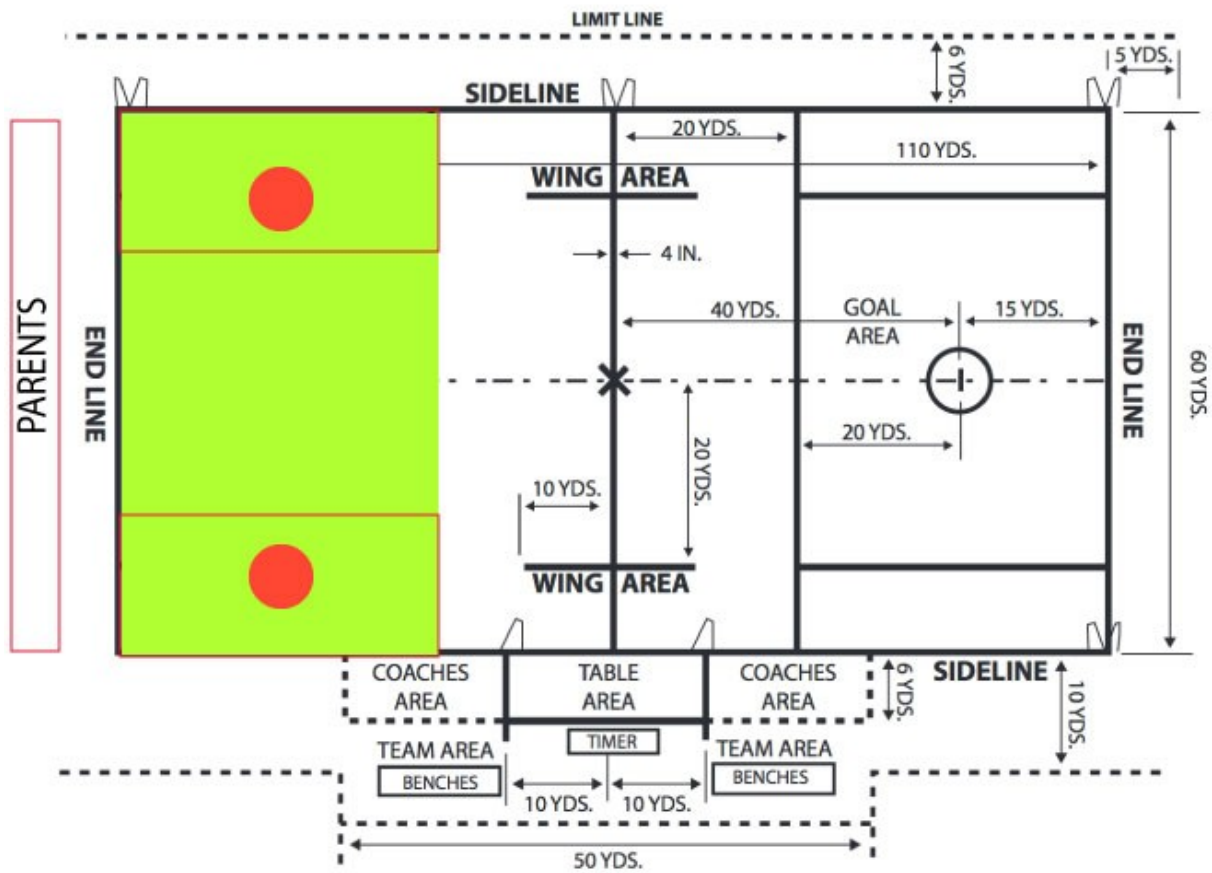 LIMIT LINE
6 YDS.
5 YDS.
SIDELINE
20 YDS.
110 YDS.
WING AREA
4 IN.
40 YDS.
GOAL
AREA
15 YDS.
PARENTS
END LINE
END LINE
60 YDS.
20 YDS.
20 YDS.
10 YDS.
WING AREA
COACHES
AREA
TABLE
AREA
COACHES
AREA
6 YDS.
SIDELINE
10 YDS.
TIMER
TEAM AREA
BENCHES
TEAM AREA
BENCHES
10 YDS.
10 YDS.
50 YDS.